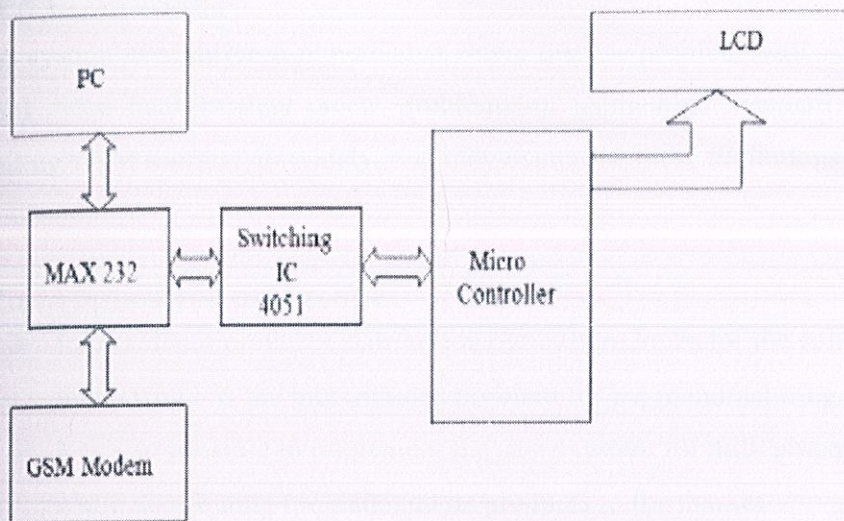 PC
LCD
MAX 232
Switching
IC
4051
Micro
Controller
GSM Modem